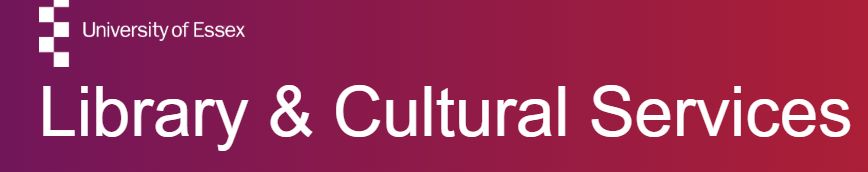 University of Essex
Library & Cultural Services